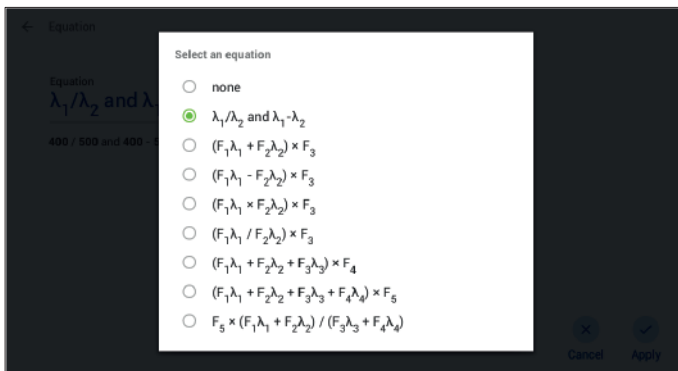 ← Equation
Select an equation
Equation
λ₁/λ₂ and λ
400 / 500 and 400 -
none
λ₁/λ₂ and λ₁-λ₂
(F₁λ₁ + F₂λ₂) × F₃
(F₁λ₁ - F₂λ₂) × F₃
(F₁λ₁ × F₂λ₂) × F₃
(F₁λ₁ / F₂λ₂) × F₃
(F₁λ₁ + F₂λ₂ + F₃λ₃) × F₄
(F₁λ₁ + F₂λ₂ + F₃λ₃ + F₄λ₄) × F₅
F₅ × (F₁λ₁ + F₂λ₂) / (F₃λ₃ + F₄λ₄)
Cancel Apply